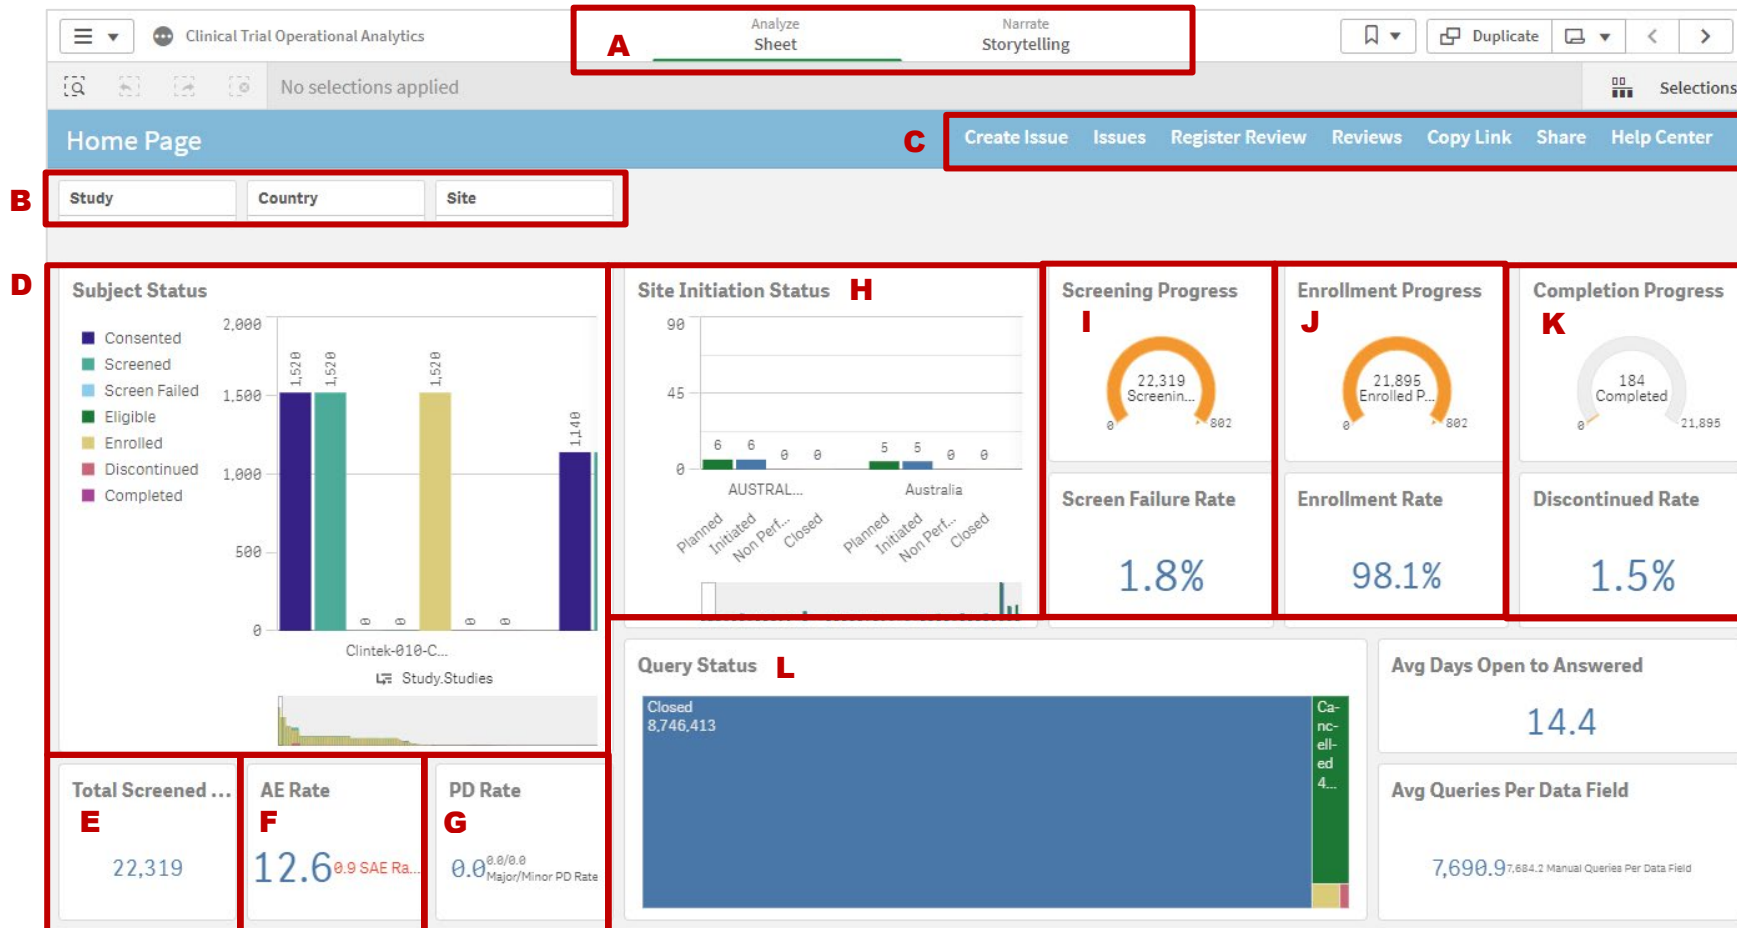 Clinical Trial Operational Analytics
A
Analyze
Sheet
Narrate
Storytelling
Duplicate
No selections applied
Selections
Home Page
C
Create Issue Issues Register Review Reviews Copy Link Share Help Center
B
Study
Country
Site
D
Subject Status
Consented
Screened
Screen Failed
Eligible
Enrolled
Discontinued
Completed
2,000
1,500
1,000
500
0
1,520
1,520
0
0
1,520
0
0
1,140
Clintek-010-C...
Study.Studies
Site Initiation Status H
90
45
0
6
6
0
0
5
5
0
0
AUSTRAL...
Australia
Planned
Initiated
Non Perf...
Closed
Planned
Initiated
Non Perf...
Closed
Screening Progress
I
22,319
Screenin...
0
802
Enrollment Progress
J
21,895
Enrolled P...
0
802
Completion Progress
K
184
Completed
0
21,895
Screen Failure Rate
1.8%
Enrollment Rate
98.1%
Discontinued Rate
1.5%
Query Status L
Closed
8,746,413
Ca-
nc-
ell-
ed
4...
Avg Days Open to Answered
14.4
Avg Queries Per Data Field
7,690.9 7,684.2 Manual Queries Per Data Field
Total Screened ...
E
22,319
AE Rate
F
12.6 0.9 SAE Ra...
PD Rate
G
0.0 0.0/0.0
Major/Minor PD Rate